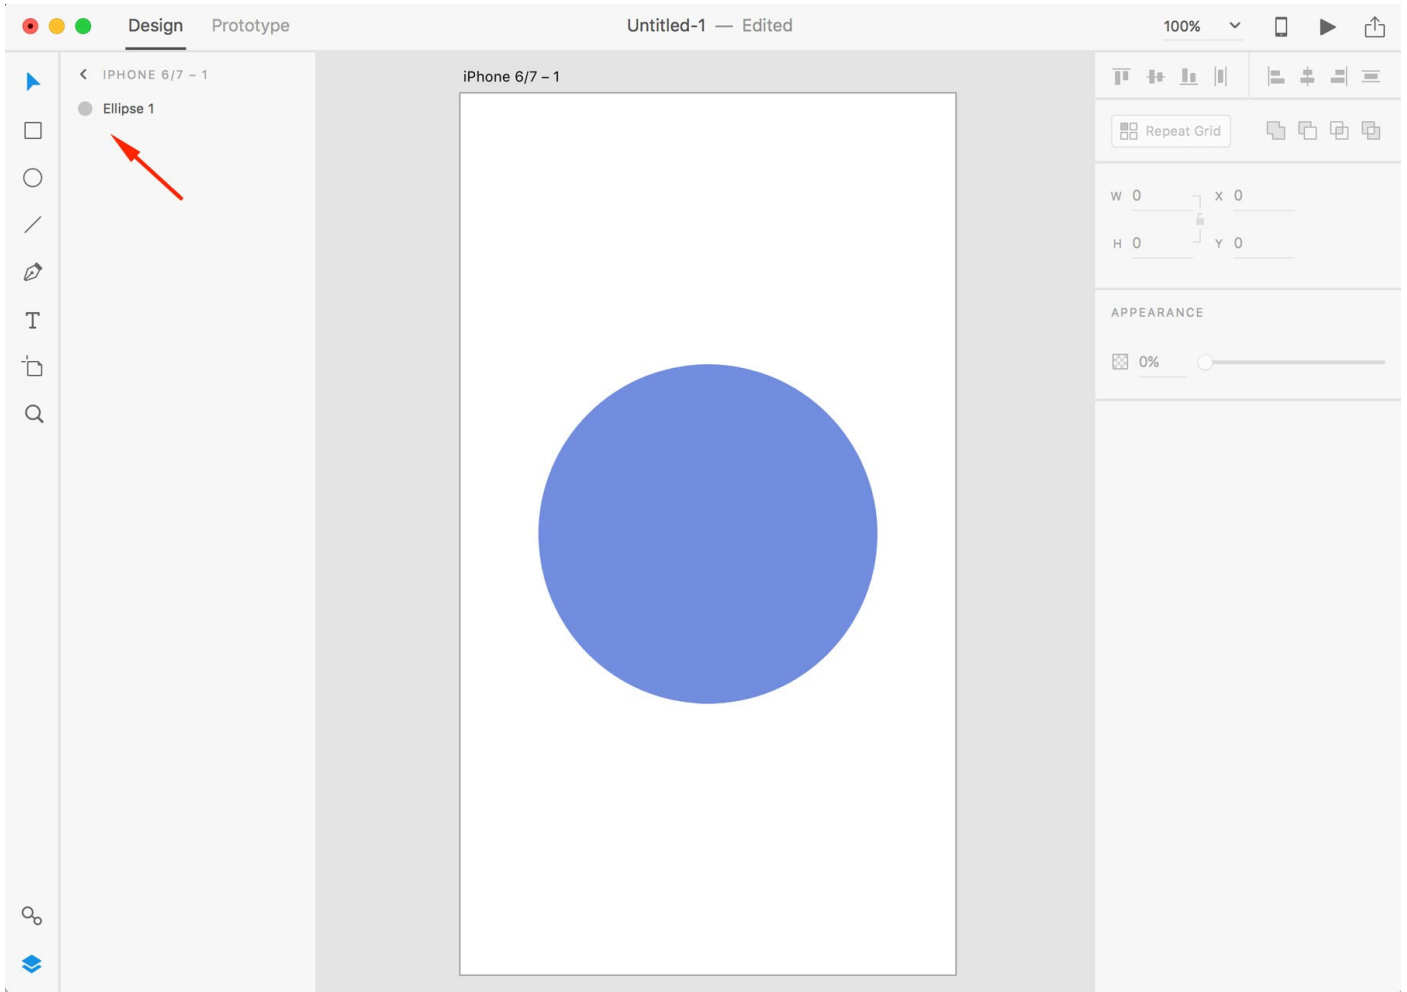 Design Prototype Untitled-1 — Edited 100%
IPHONE 6/7 – 1
Ellipse 1
iPhone 6/7 – 1
Repeat Grid
W 0 X 0
H 0 Y 0
APPEARANCE
0%